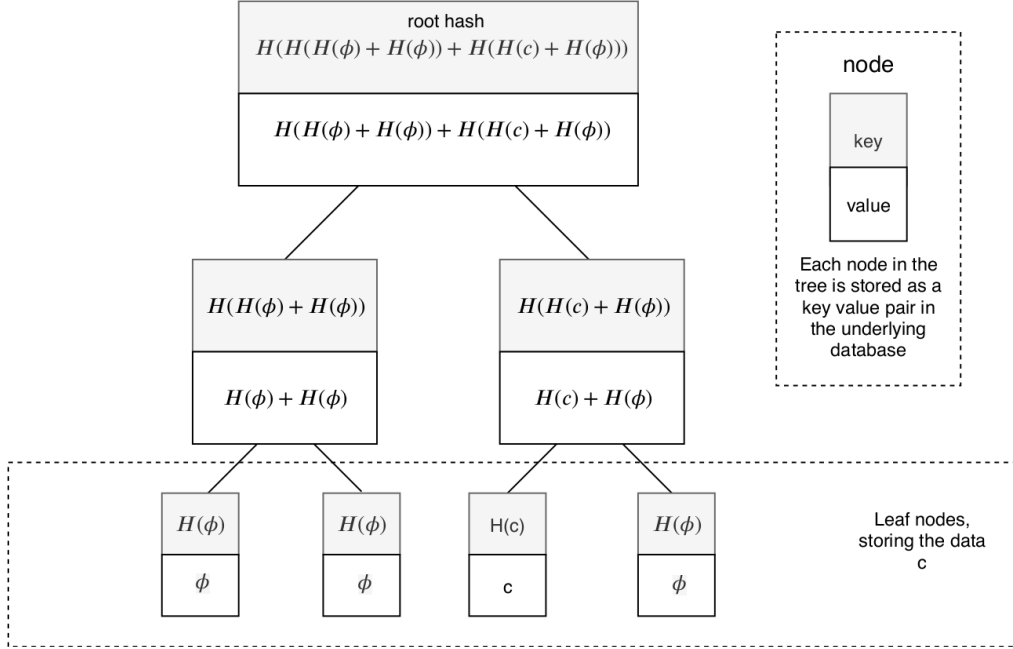 root hash
H(H(H(ϕ) + H(ϕ)) + H(H(c) + H(ϕ)))
H(H(ϕ) + H(ϕ)) + H(H(c) + H(ϕ))
node
key
value
Each node in the
tree is stored as a
key value pair in
the underlying
database
H(H(ϕ) + H(ϕ))
H(H(c) + H(ϕ))
H(ϕ) + H(ϕ)
H(c) + H(ϕ)
H(ϕ)
H(ϕ)
H(c)
H(ϕ)
ϕ
ϕ
c
ϕ
Leaf nodes,
storing the data
c